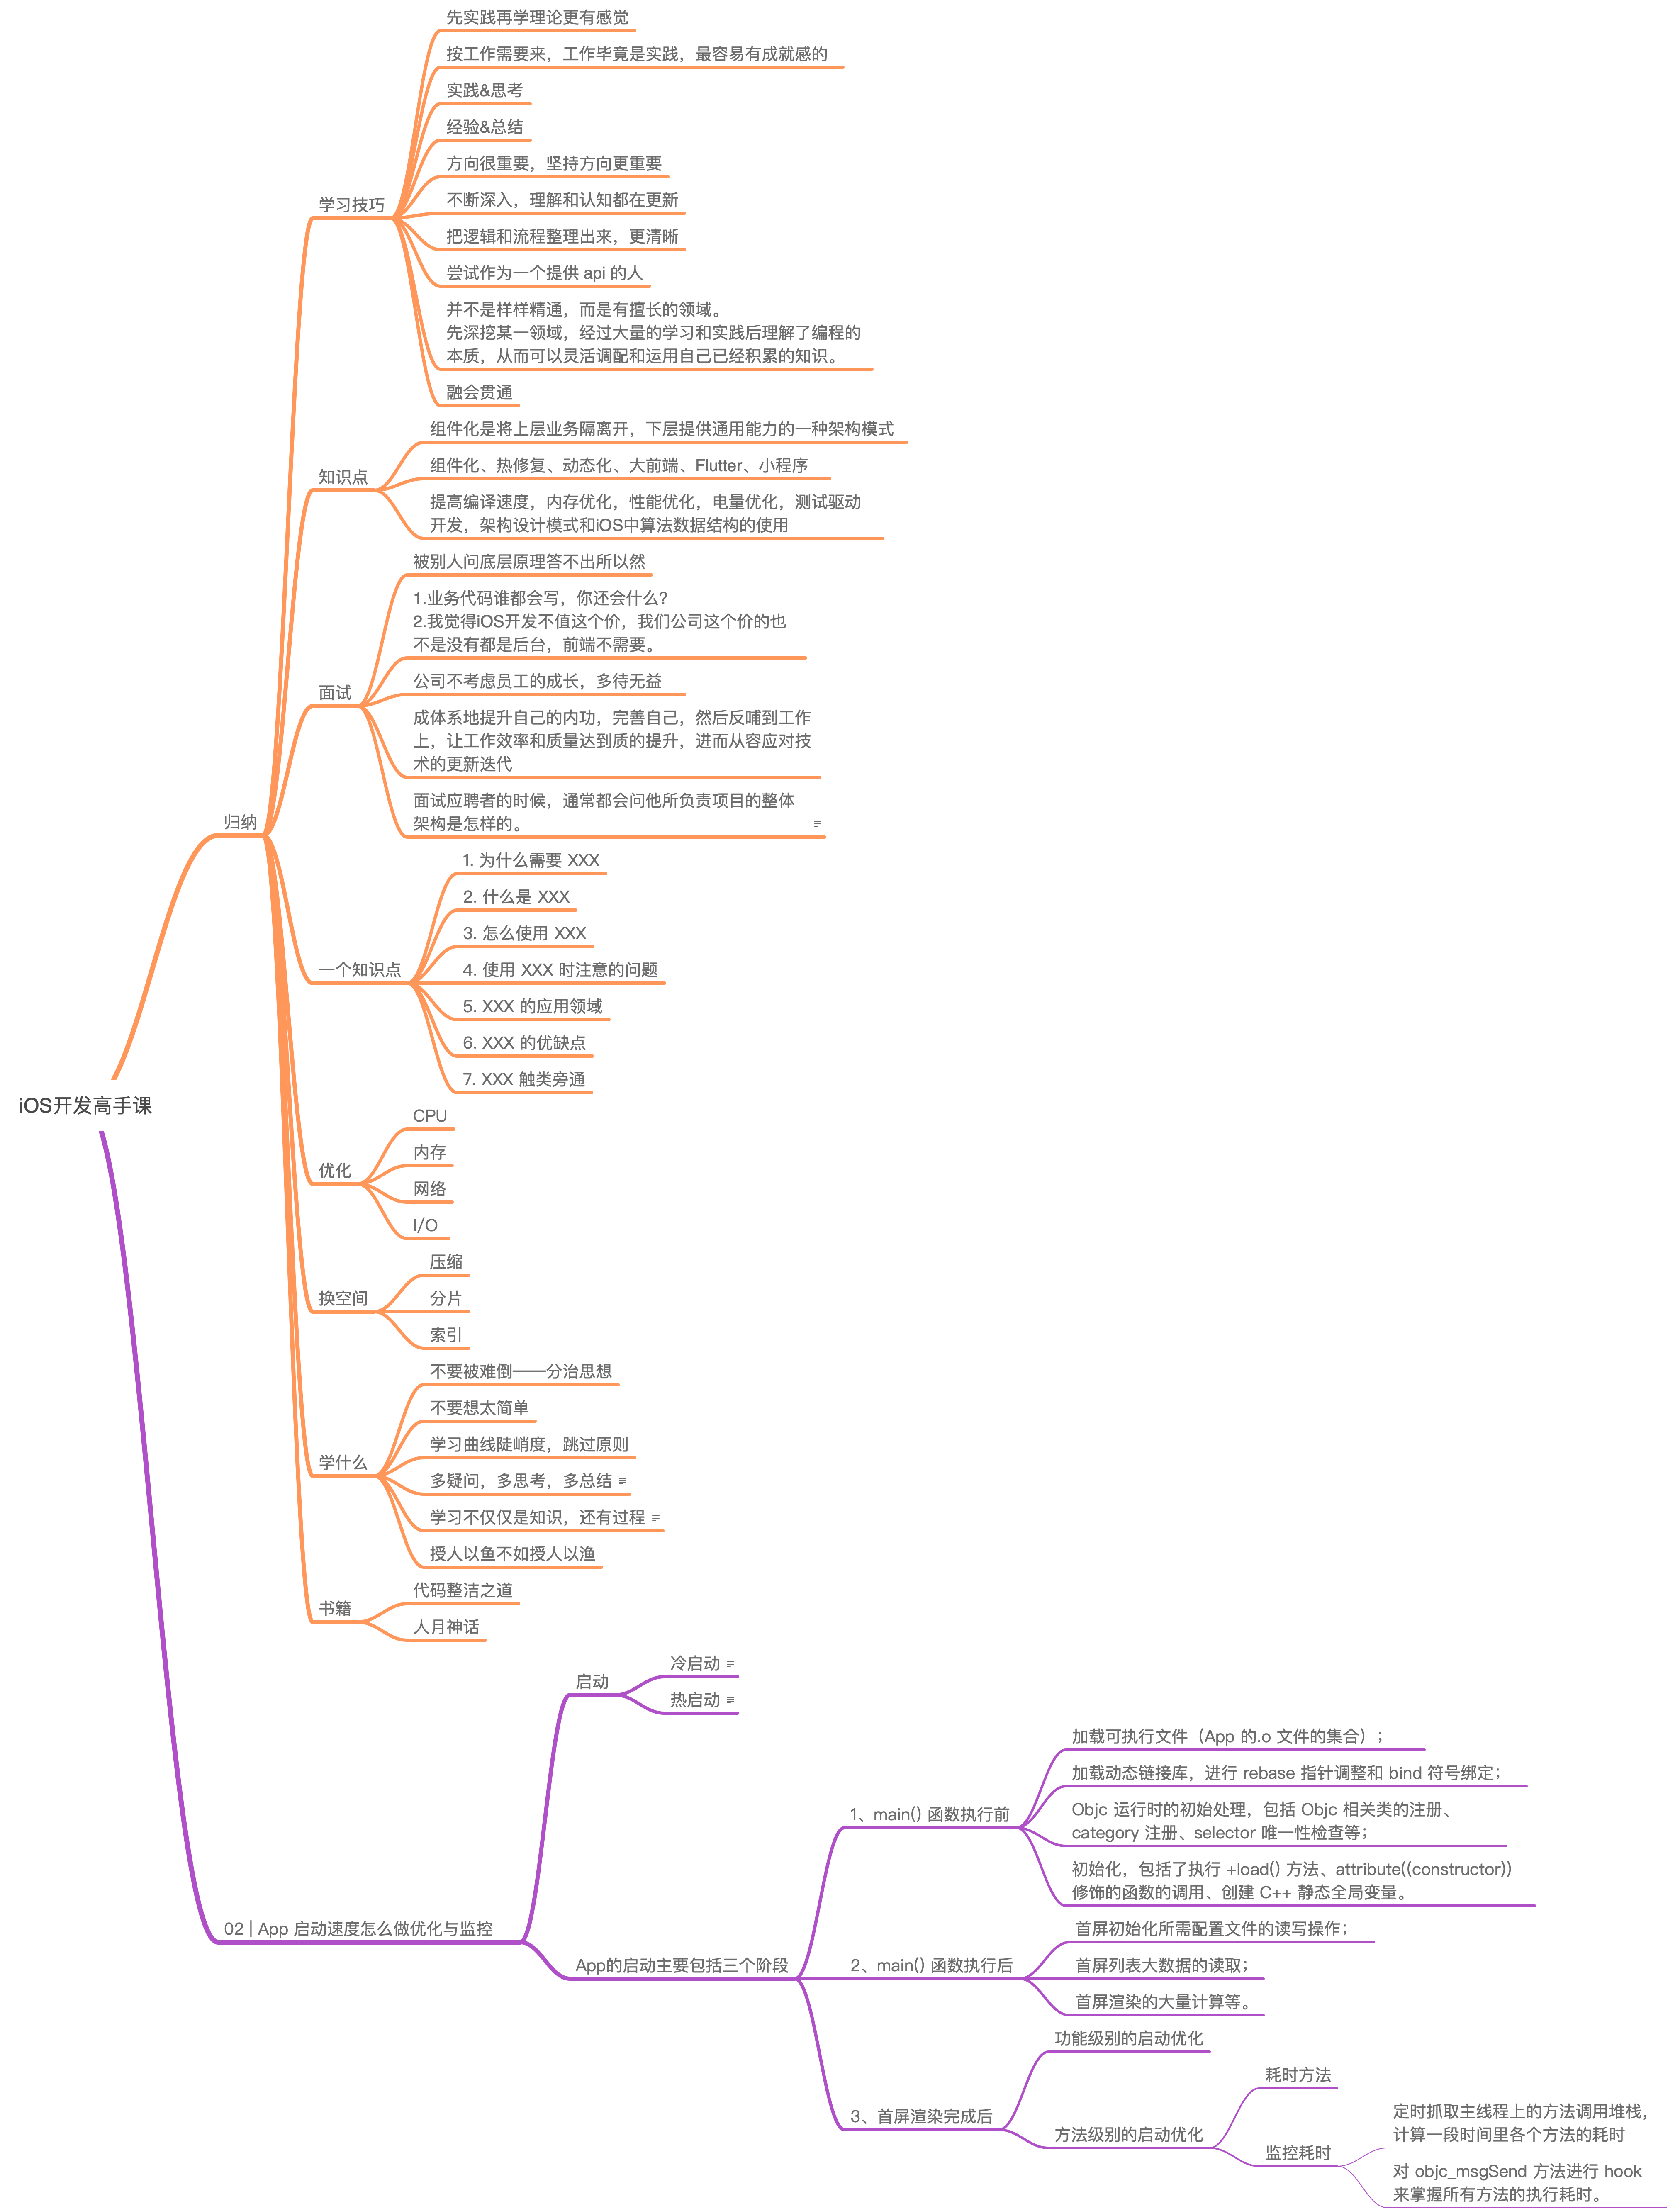 先实践再学理论更有感觉
按工作需要来，工作毕竟是实践，最容易有成就感的
实践&思考
经验&总结
方向很重要，坚持方向更重要
学习技巧
不断深入，理解和认知都在更新
把逻辑和流程整理出来，更清晰
尝试作为一个提供 api 的人
并不是样样精通，而是有擅长的领域。
先深挖某一领域，经过大量的学习和实践后理解了编程的
本质，从而可以灵活调配和运用自己已经积累的知识。
融会贯通
组件化是将上层业务隔离开，下层提供通用能力的一种架构模式
知识点
组件化、热修复、动态化、大前端、Flutter、小程序
提高编译速度，内存优化，性能优化，电量优化，测试驱动
开发，架构设计模式和iOS中算法数据结构的使用
被别人问底层原理答不出所以然
1.业务代码谁都会写，你还会什么？
2.我觉得iOS开发不值这个价，我们公司这个价的也
不是没有都是后台，前端不需要。
面试
公司不考虑员工的成长，多待无益
成体系地提升自己的内功，完善自己，然后反哺到工作
上，让工作效率和质量达到质的提升，进而从容应对技
术的更新迭代
面试应聘者的时候，通常都会问他所负责项目的整体
架构是怎样的。
归纳
1. 为什么需要 XXX
2. 什么是 XXX
3. 怎么使用 XXX
一个知识点
4. 使用 XXX 时注意的问题
5. XXX 的应用领域
6. XXX 的优缺点
7. XXX 触类旁通
iOS开发高手课
CPU
内存
优化
网络
I/O
压缩
换空间
分片
索引
不要被难倒——分治思想
不要想太简单
学习曲线陡峭度，跳过原则
学什么
多疑问，多思考，多总结
学习不仅仅是知识，还有过程
授人以鱼不如授人以渔
代码整洁之道
书籍
人月神话
冷启动
启动
热启动
加载可执行文件（App 的.o 文件的集合）；
加载动态链接库，进行 rebase 指针调整和 bind 符号绑定；
1、main() 函数执行前
Objc 运行时的初始处理，包括 Objc 相关类的注册、
category 注册、selector 唯一性检查等；
初始化，包括了执行 +load() 方法、attribute((constructor))
修饰的函数的调用、创建 C++ 静态全局变量。
02 | App 启动速度怎么做优化与监控
首屏初始化所需配置文件的读写操作；
App的启动主要包括三个阶段
2、main() 函数执行后
首屏列表大数据的读取；
首屏渲染的大量计算等。
功能级别的启动优化
3、首屏渲染完成后
耗时方法
方法级别的启动优化
定时抓取主线程上的方法调用堆栈，
计算一段时间里各个方法的耗时
监控耗时
对 objc_msgSend 方法进行 hook
来掌握所有方法的执行耗时。